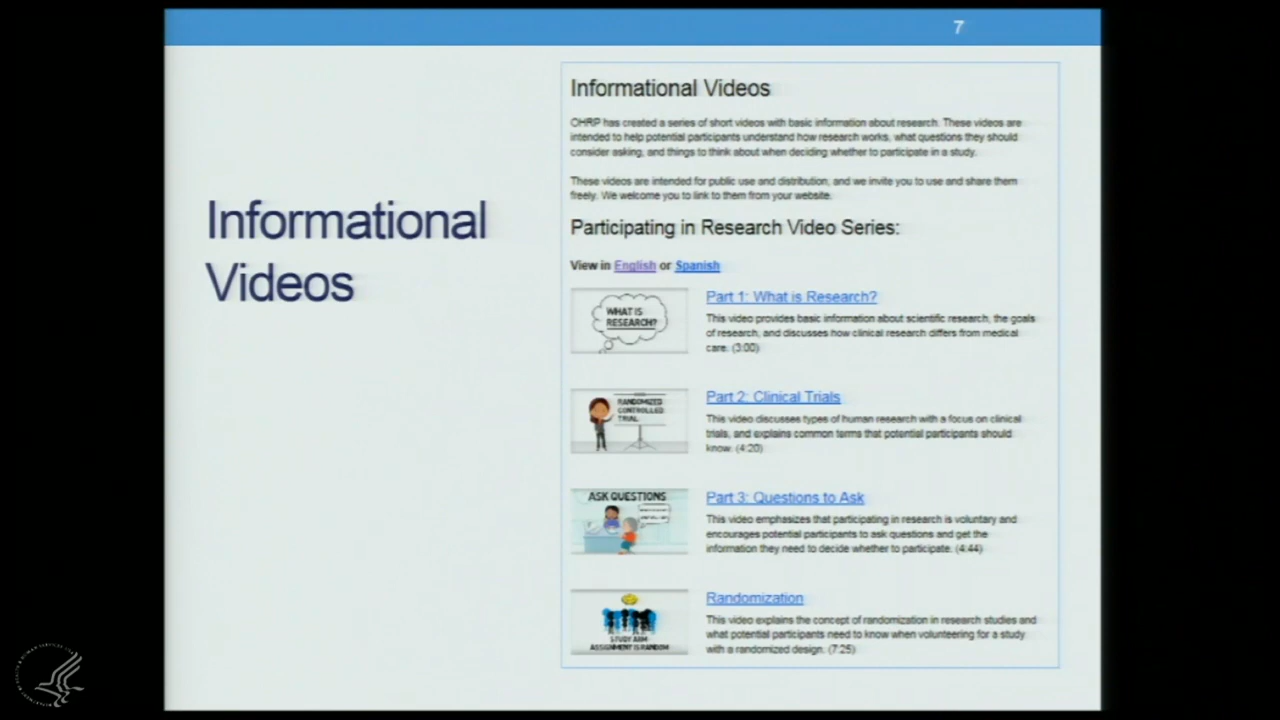 7
Informational
Videos
Informational Videos
OHRP has created a series of short videos with basic information about research. These videos are
intended to help potential participants understand how research works, what questions they should
consider asking, and things to think about when deciding whether to participate in a study.
These videos are intended for public use and distribution, and we invite you to use and share them
freely. We welcome you to link to them from your website.
Participating in Research Video Series:
View in English or Spanish
WHAT IS
RESEARCH?
Part 1: What is Research?
This video provides basic information about scientific research, the goals
of research, and discusses how clinical research differs from medical
care. (3:00)
RANDOMIZED
CONTROLLED
TRIAL
Part 2: Clinical Trials
This video discusses types of human research with a focus on clinical
trials, and explains common terms that potential participants should
know. (4:20)
ASK QUESTIONS
Part 3: Questions to Ask
This video emphasizes that participating in research is voluntary and
encourages potential participants to ask questions and get the
information they need to decide whether to participate. (4:44)
STUDY ARM
ASSIGNMENT IS RANDOM
Randomization
This video explains the concept of randomization in research studies and
what potential participants need to know when volunteering for a study
with a randomized design. (7:25)